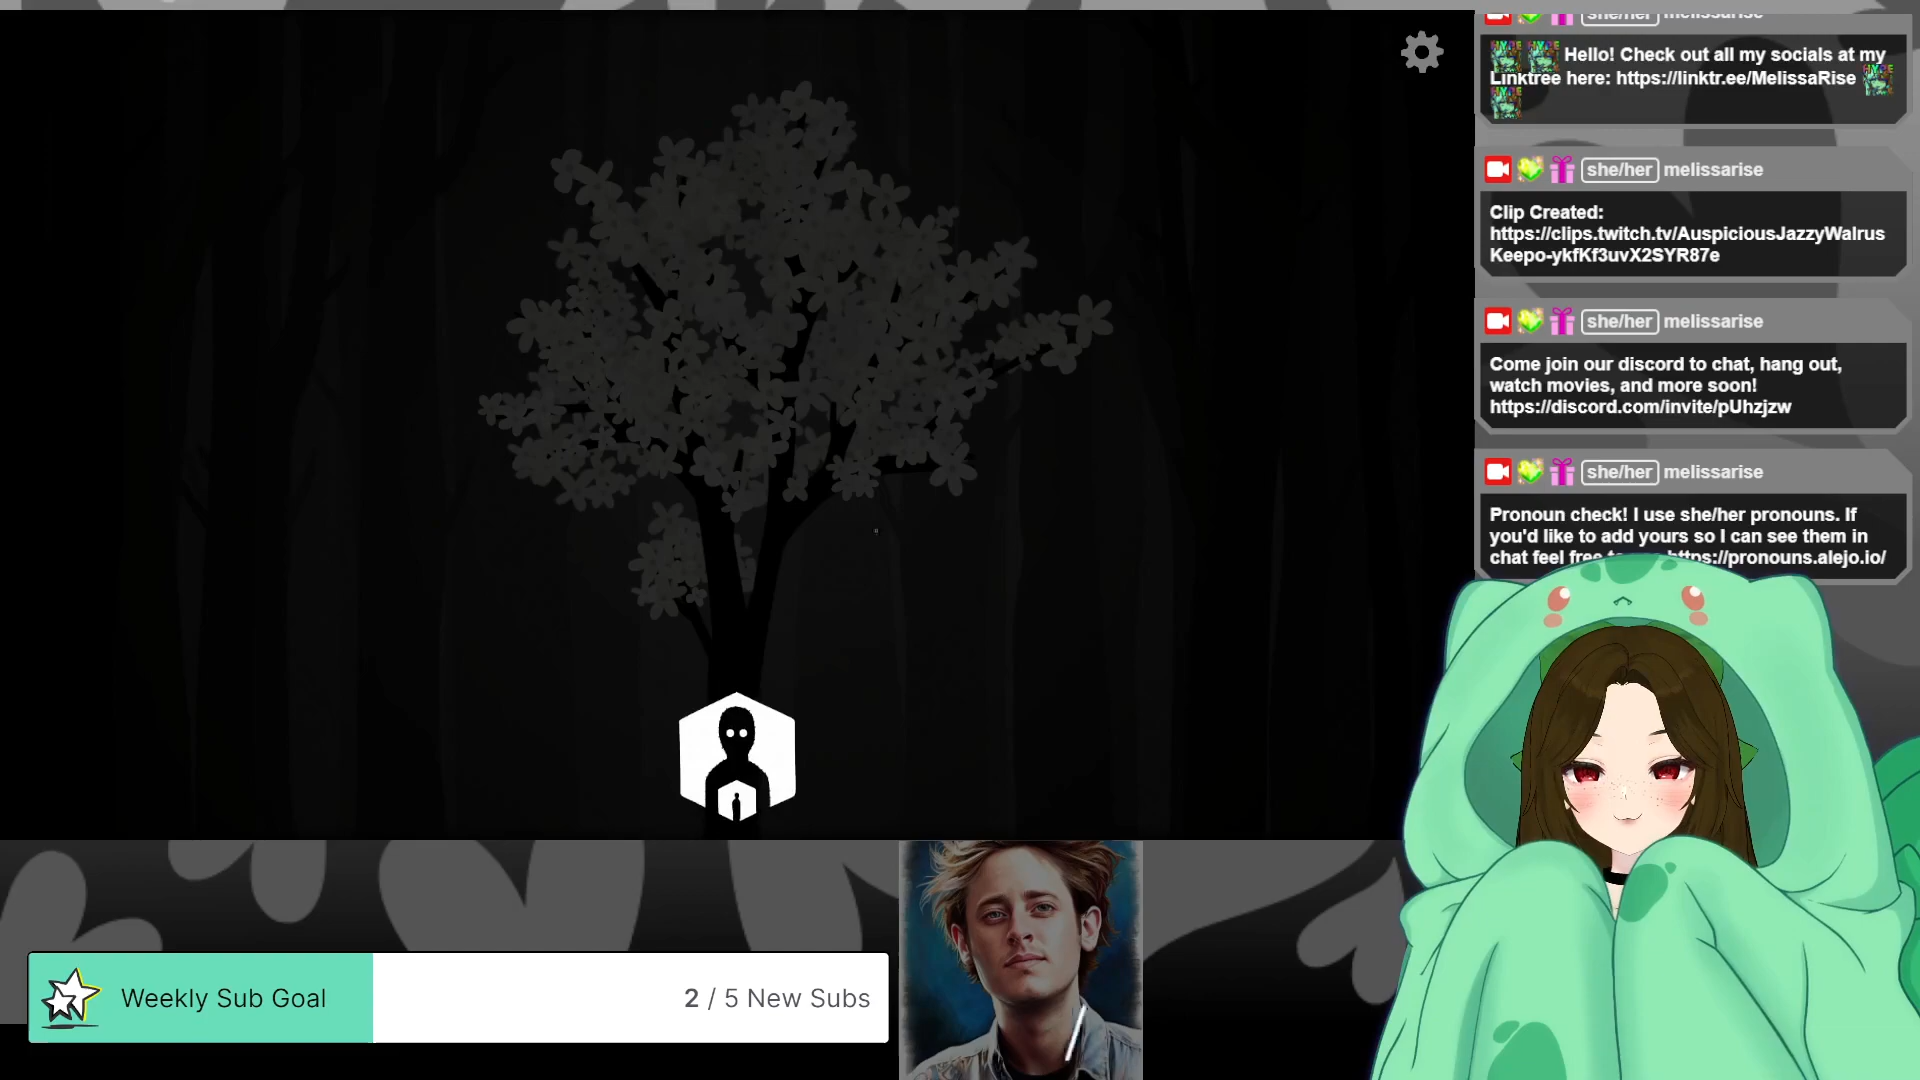 she/her melissarise
Hello! Check out all my socials at my
Linktree here: https://linktr.ee/MelissaRise
she/her melissarise
Clip Created:
https://clips.twitch.tv/AuspiciousJazzyWalrus
Keepo-ykfKf3uvX2SYR87e
she/her melissarise
Come join our discord to chat, hang out,
watch movies, and more soon!
https://discord.com/invite/pUhzjzw
she/her melissarise
Pronoun check! I use she/her pronouns. If
you'd like to add yours so I can see them in
chat feel free https://pronouns.alejo.io/
Weekly Sub Goal
2 / 5 New Subs